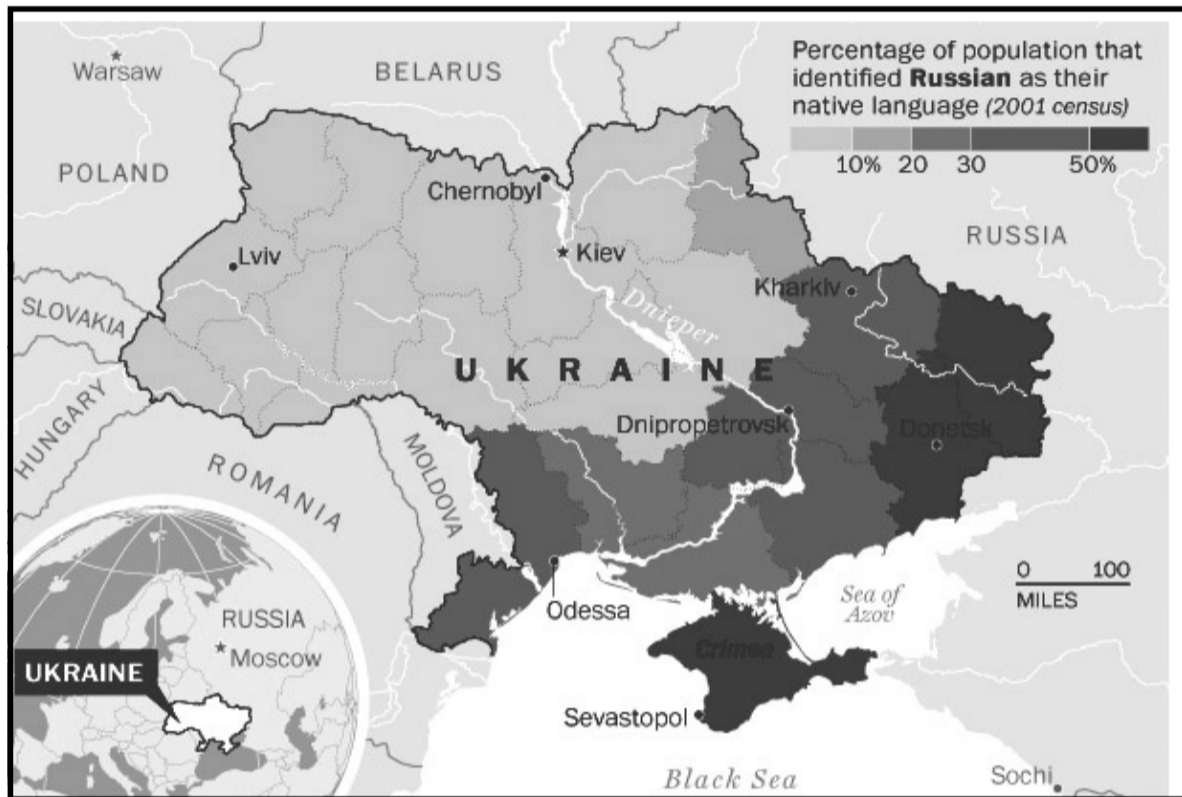 Percentage of population that
identified Russian as their
native language (2001 census)
10% 20 30 50%
Warsaw
BELARUS
POLAND
Chernobyl
RUSSIA
Lviv
Kiev
Kharkiv
SLOVAKIA
Dnieper
UKRAINE
HUNGARY
Dnipropetrovsk
Donetsk
MOLDOVA
ROMANIA
0 100
MILES
Sea of
Azov
Odessa
RUSSIA
Moscow
UKRAINE
Crimea
Sevastopol
Black Sea
Sochi